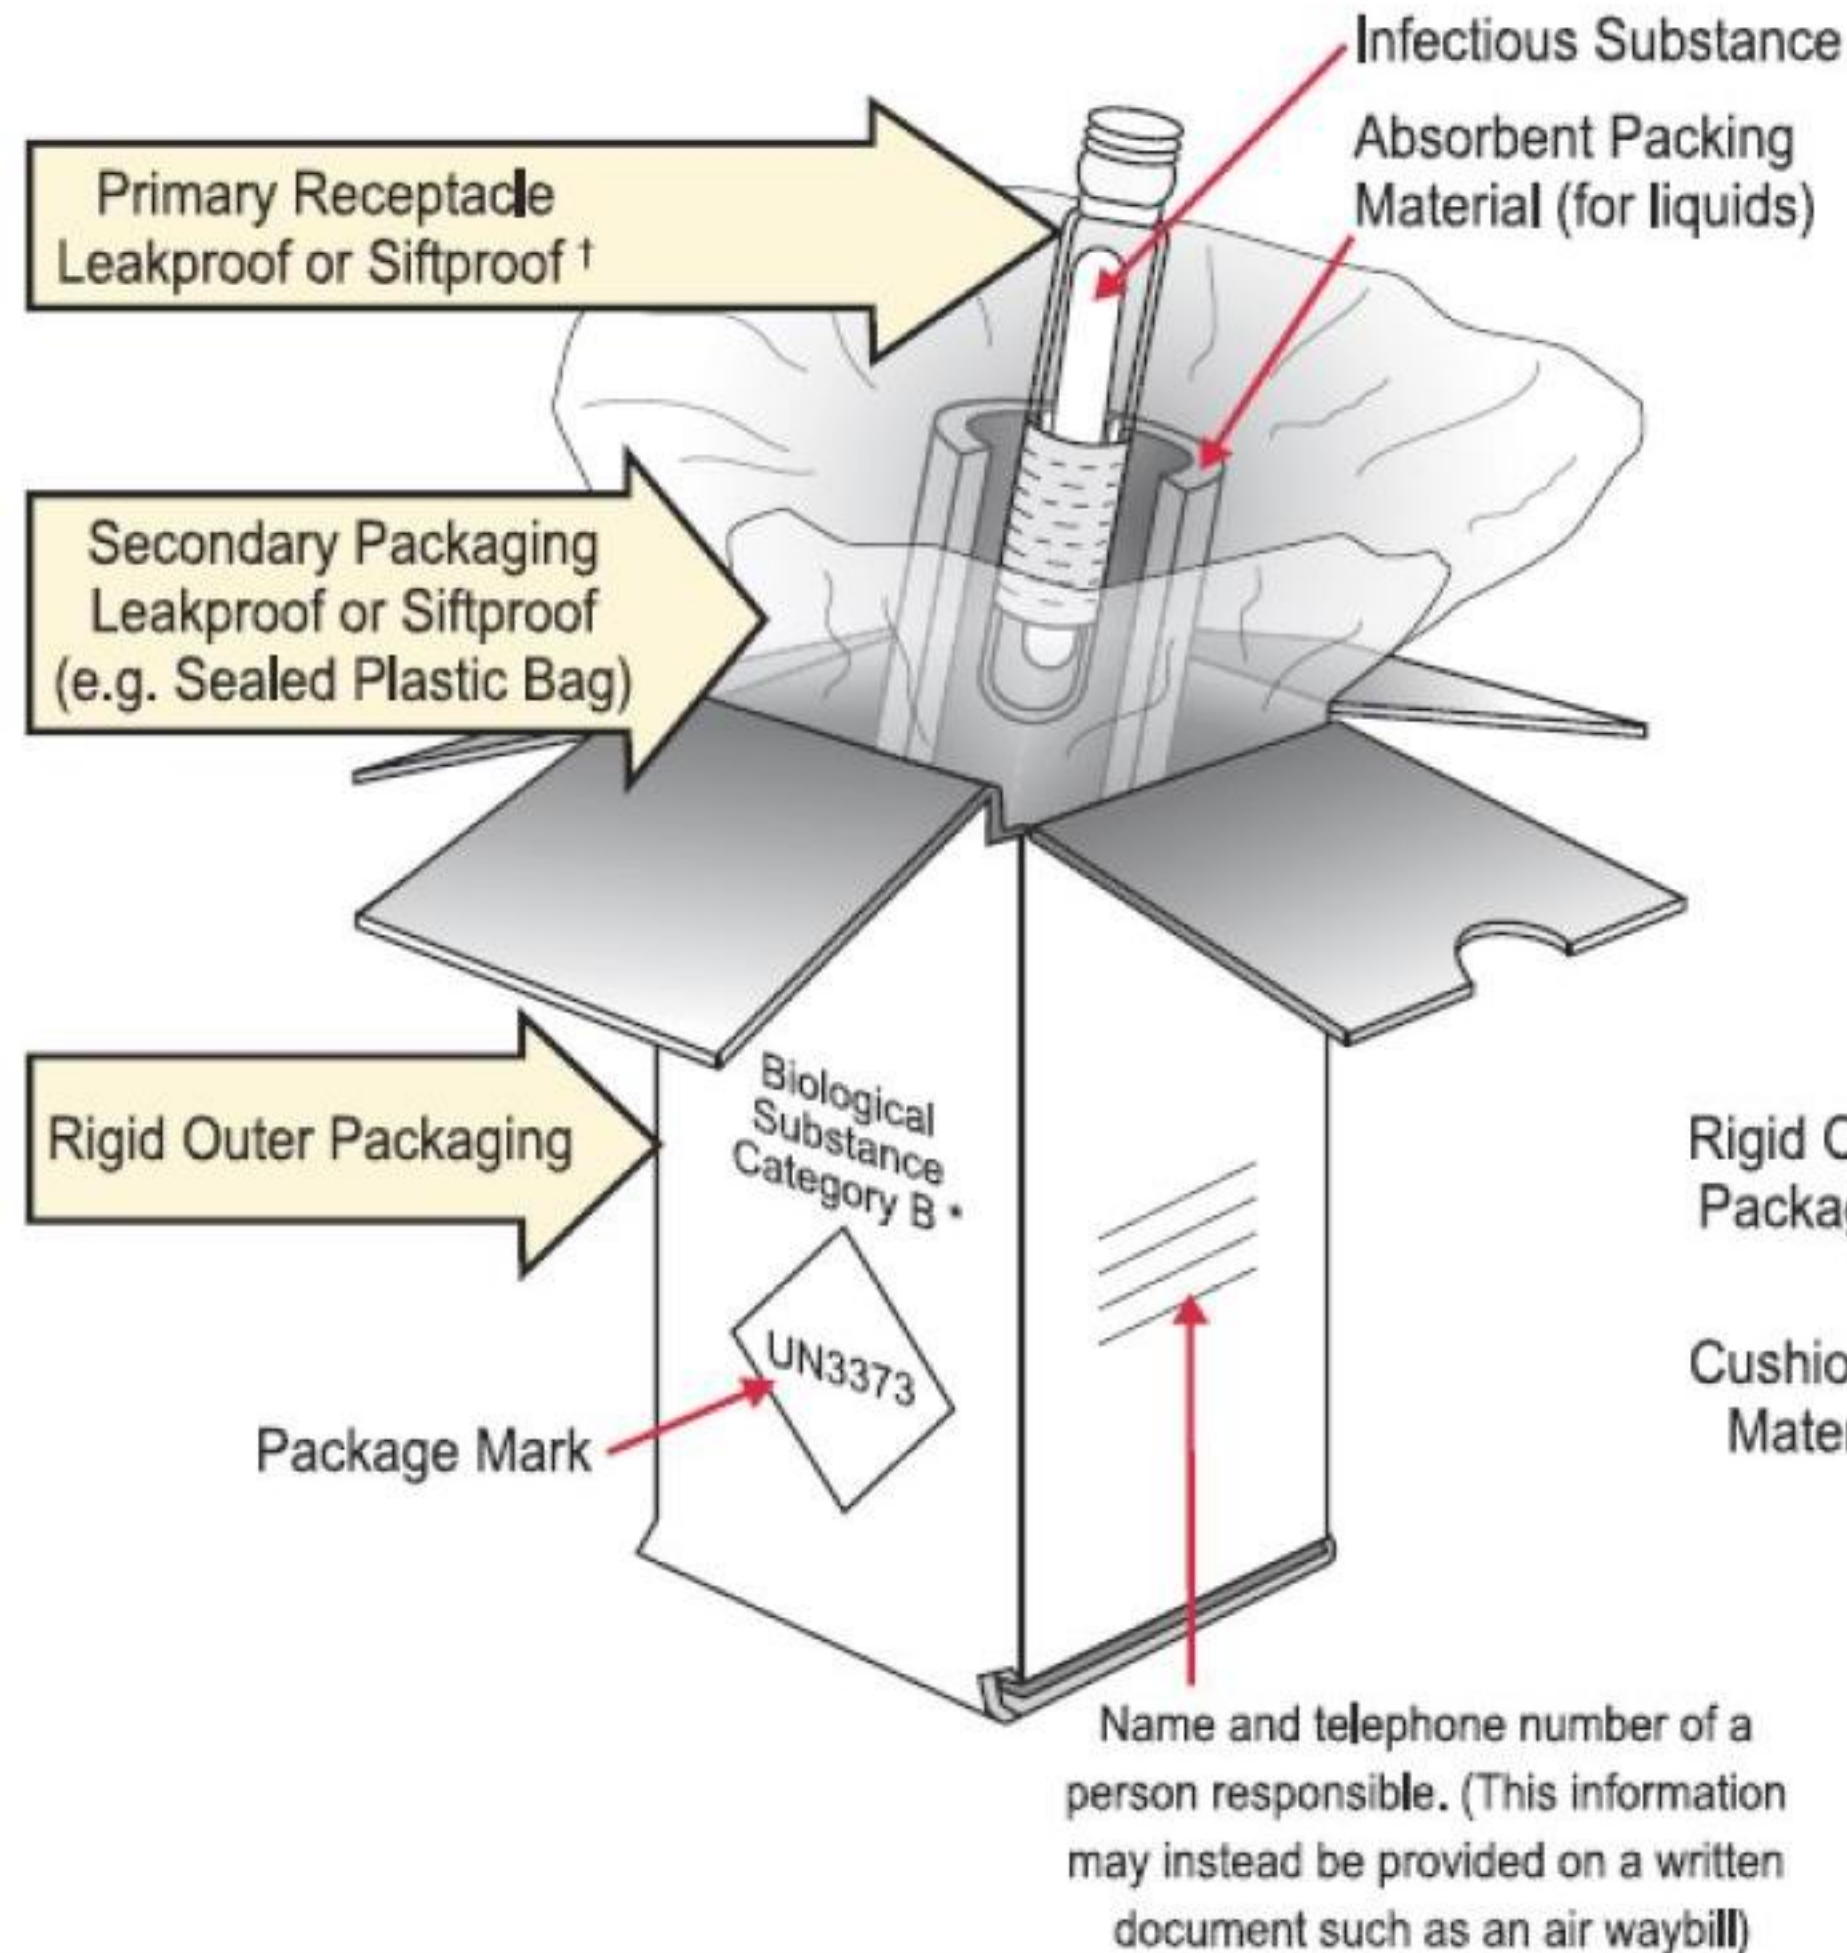 Infectious Substance
Absorbent Packing
Material (for liquids)
Primary Receptacle
Leakproof or Siftproof †
Secondary Packaging
Leakproof or Siftproof
(e.g. Sealed Plastic Bag)
Rigid Outer Packaging
Biological
Substance
Category B *
UN3373
Package Mark
Rigid
Name and telephone number of a
person responsible. (This information
may instead be provided on a written
document such as an air waybill)